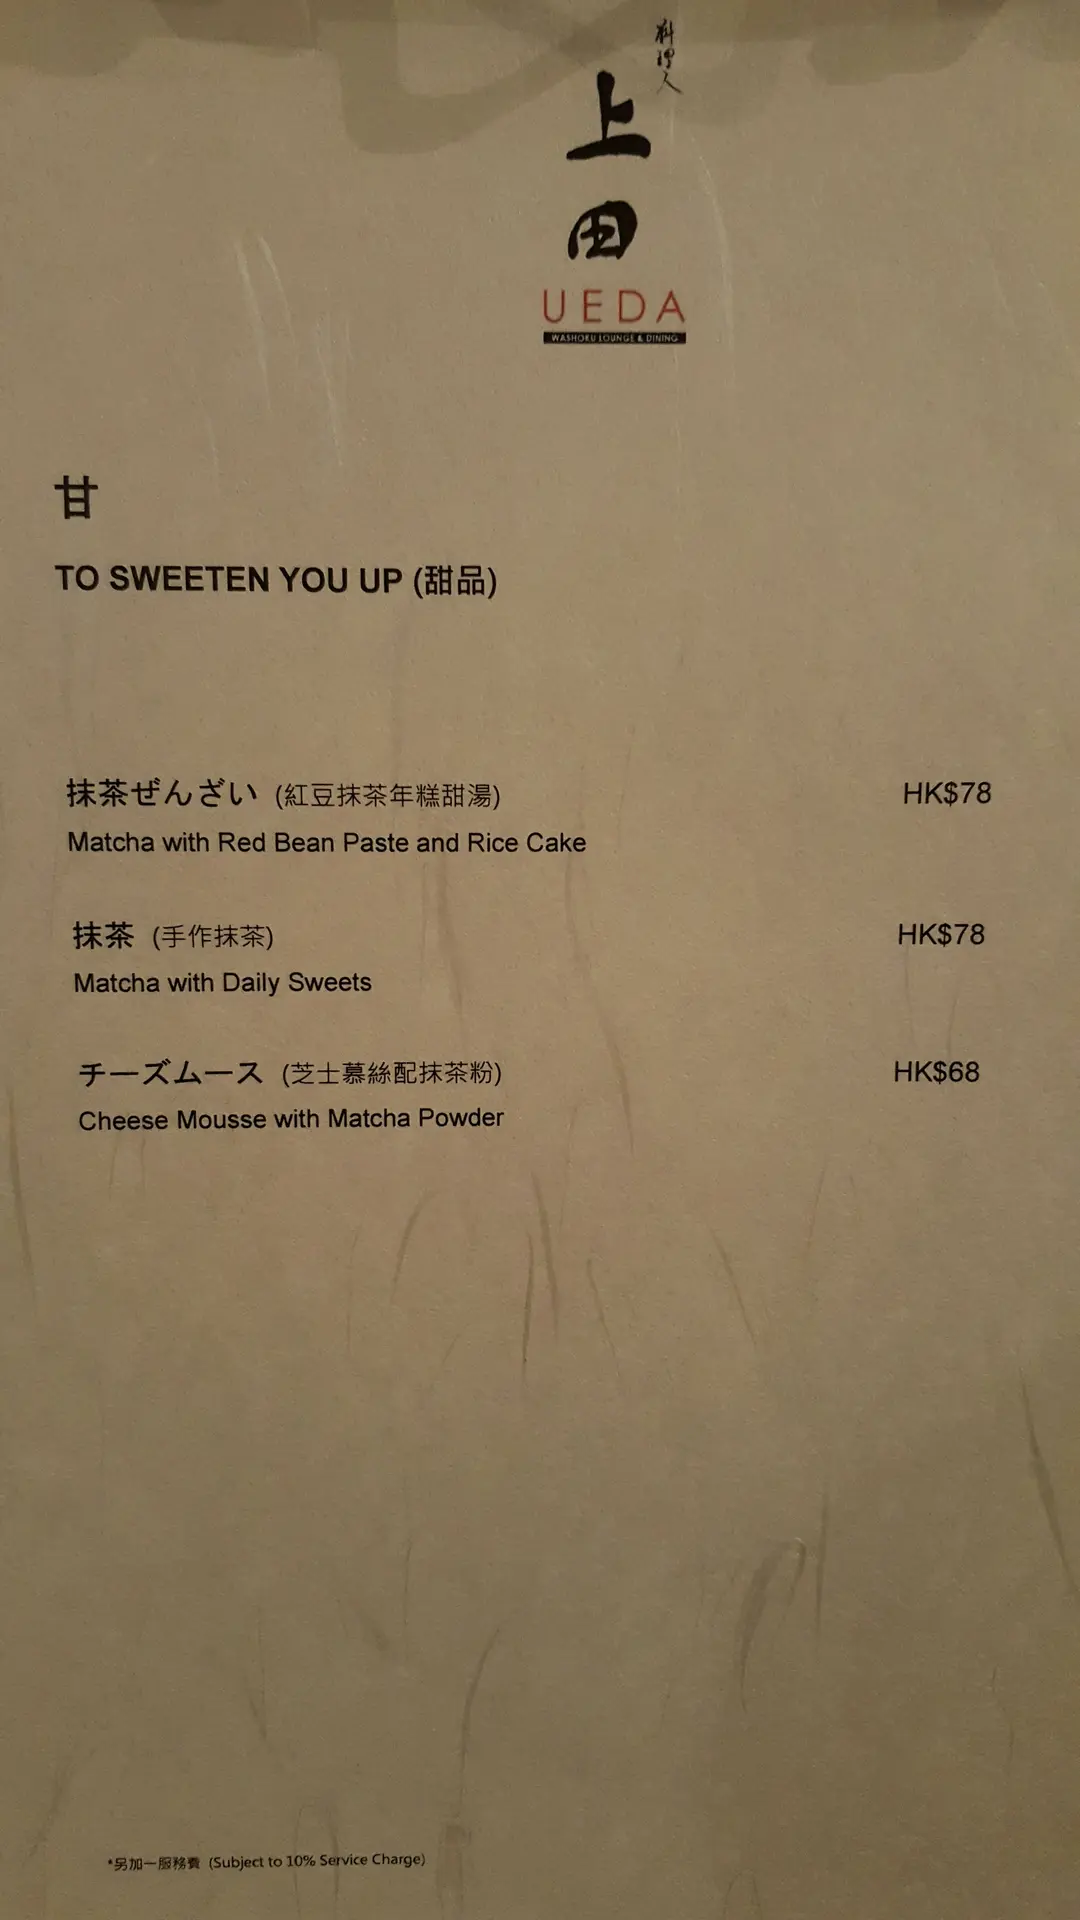 料理人
上田
UEDA
WASHOKU LOUNGE & DINING
甘
TO SWEETEN YOU UP (甜品)
抹茶ぜんざい (紅豆抹茶年糕甜湯) HK$78
Matcha with Red Bean Paste and Rice Cake
抹茶 (手作抹茶) HK$78
Matcha with Daily Sweets
チーズムース (芝士慕絲配抹茶粉) HK$68
Cheese Mousse with Matcha Powder
*另加一服務費 (Subject to 10% Service Charge)